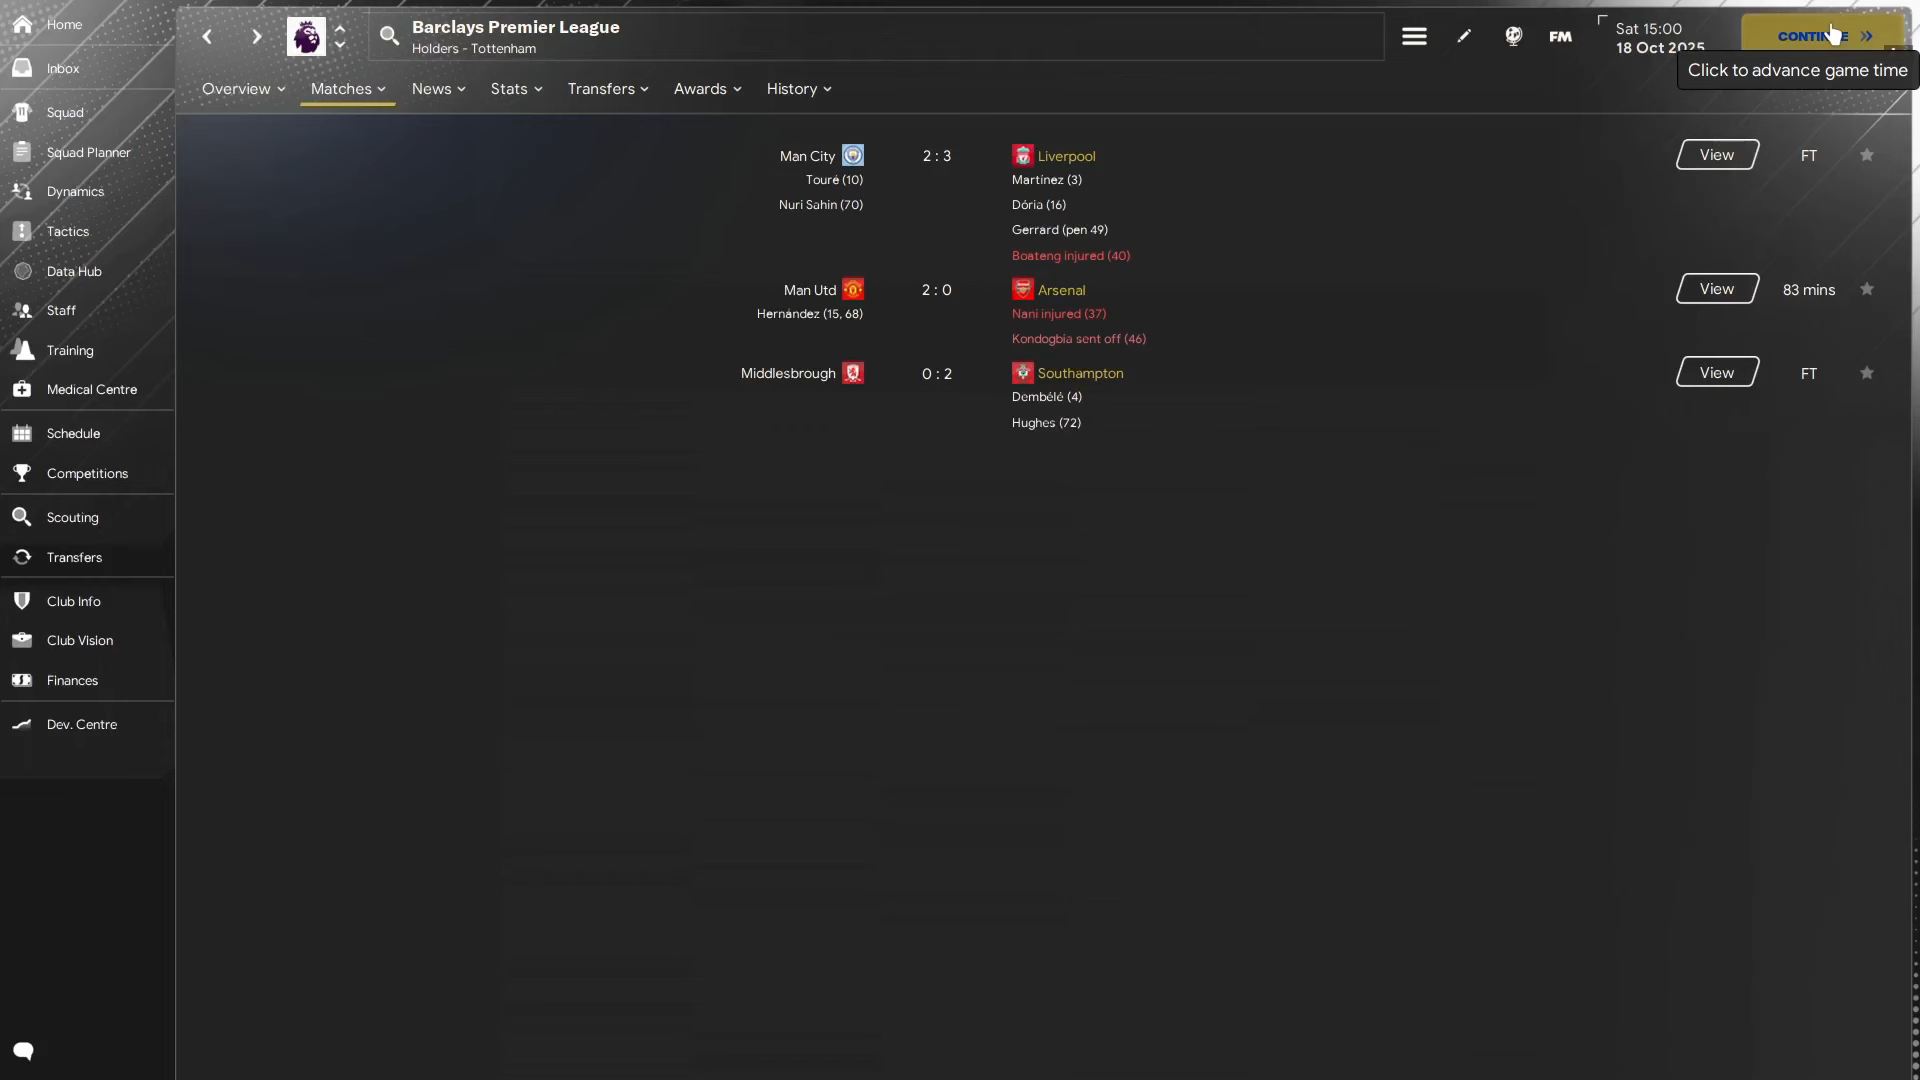 Home
Inbox
Squad
Squad Planner
Dynamics
Tactics
Data Hub
Staff
Training
Medical Centre
Schedule
Competitions
Scouting
Transfers
Club Info
Club Vision
Finances
Dev. Centre
Barclays Premier League
Holders - Tottenham
FM
Sat 15:00
18 Oct 2025
Click to advance game time
Overview
Matches
News
Stats
Transfers
Awards
History
Man City 2 : 3 Liverpool View FT
Touré (10) Martínez (3)
Nuri Sahin (70) Dória (16)
Gerrard (pen 49)
Boateng injured (40)
Man Utd 2 : 0 Arsenal View 83 mins
Hernández (15, 68) Nani injured (37)
Kondogbia sent off (46)
Middlesbrough 0 : 2 Southampton View FT
Dembélé (4)
Hughes (72)